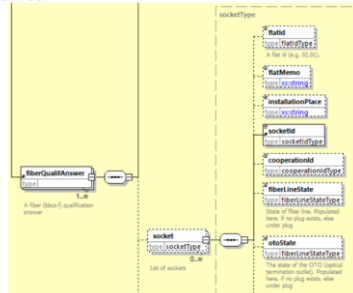 socketType
flatId
type flatIdType
A flat id (e.g. 02.01).
flatMemo
type xs:string
installationPlace
type xs:string
socketId
type socketIdType
fiberQualifAnswer
type
1..∞
A fiber (bbcs-f) qualification
answer
cooperationId
type cooperationIdType
fiberLineState
type fiberLineStateType
State of fiber line. Populated
here, if no plug exists, else
under plug
socket
type socketType
0..∞
List of sockets
otoState
type fiberLineStateType
The state of the OTO (optical
termination outlet). Populated
here, if no plug exists, else
under plug